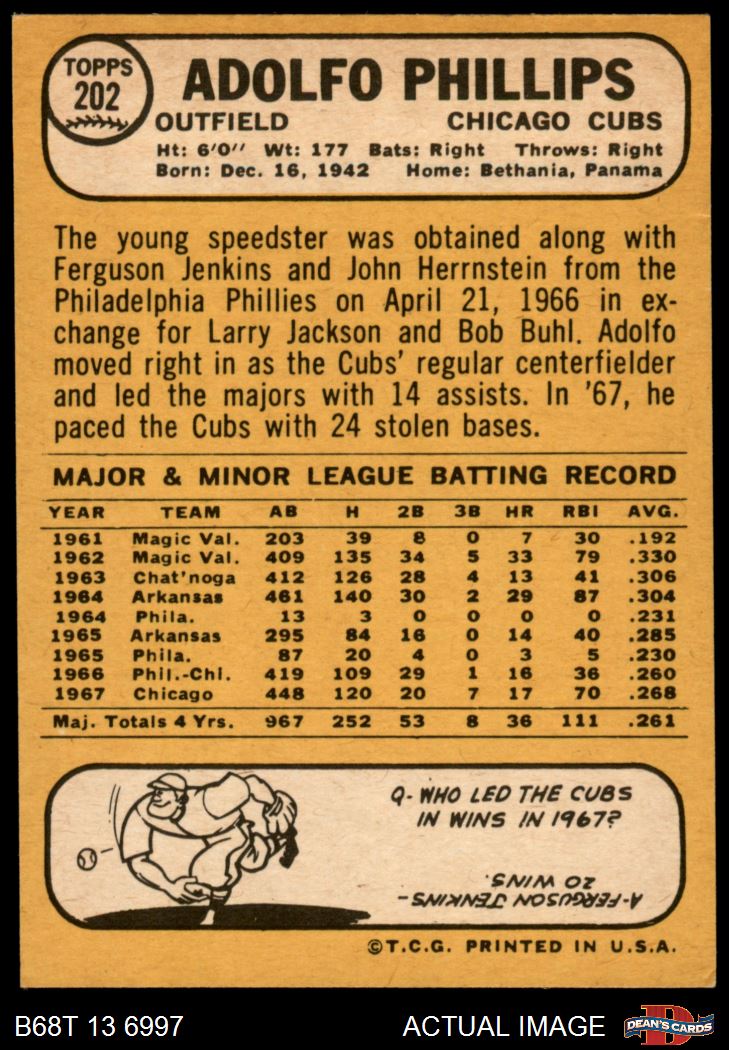 TOPPS
202
ADOLFO PHILLIPS
OUTFIELD CHICAGO CUBS
Ht: 6'0" Wt: 177 Bats: Right Throws: Right
Born: Dec. 16, 1942 Home: Bethania, Panama
The young speedster was obtained along with
Ferguson Jenkins and John Herrnstein from the
Philadelphia Phillies on April 21, 1966 in ex-
change for Larry Jackson and Bob Buhl. Adolfo
moved right in as the Cubs' regular centerfielder
and led the majors with 14 assists. In '67, he
paced the Cubs with 24 stolen bases.
MAJOR & MINOR LEAGUE BATTING RECORD
YEAR TEAM AB H 2B 3B HR RBI AVG.
1961 Magic Val. 203 39 8 0 7 30 .192
1962 Magic Val. 409 135 34 5 33 79 .330
1963 Chat'noga 412 126 28 4 13 41 .306
1964 Arkansas 461 140 30 2 29 87 .304
1964 Phila. 13 3 0 0 0 0 .231
1965 Arkansas 295 84 16 0 14 40 .285
1965 Phila. 87 20 4 0 3 5 .230
1966 Phil.-Chi. 419 109 29 1 16 36 .260
1967 Chicago 448 120 20 7 17 70 .268
Maj. Totals 4 Yrs. 967 252 53 8 36 111 .261
Q- WHO LED THE CUBS
IN WINS IN 1967?
A-FERGUSON JENKINS-
20 WINS.
©T.C.G. PRINTED IN U.S.A.
B68T 13 6997 ACTUAL IMAGE
D
DEAN'S CARDS